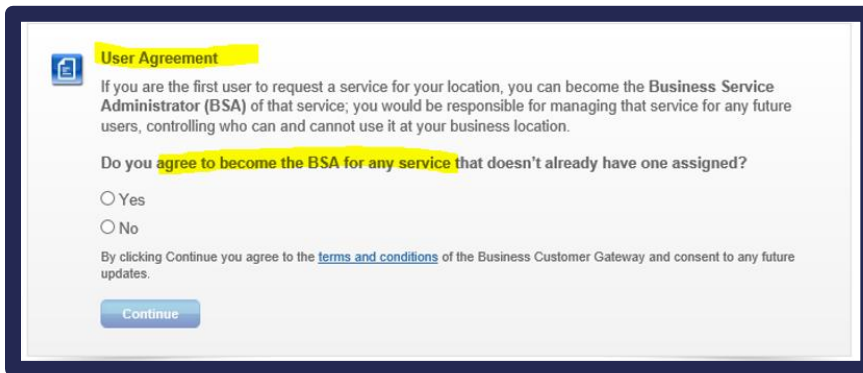 User Agreement
If you are the first user to request a service for your location, you can become the Business Service
Administrator (BSA) of that service; you would be responsible for managing that service for any future
users, controlling who can and cannot use it at your business location.
Do you agree to become the BSA for any service that doesn't already have one assigned?
Yes
No
By clicking Continue you agree to the terms and conditions of the Business Customer Gateway and consent to any future
updates.
Continue